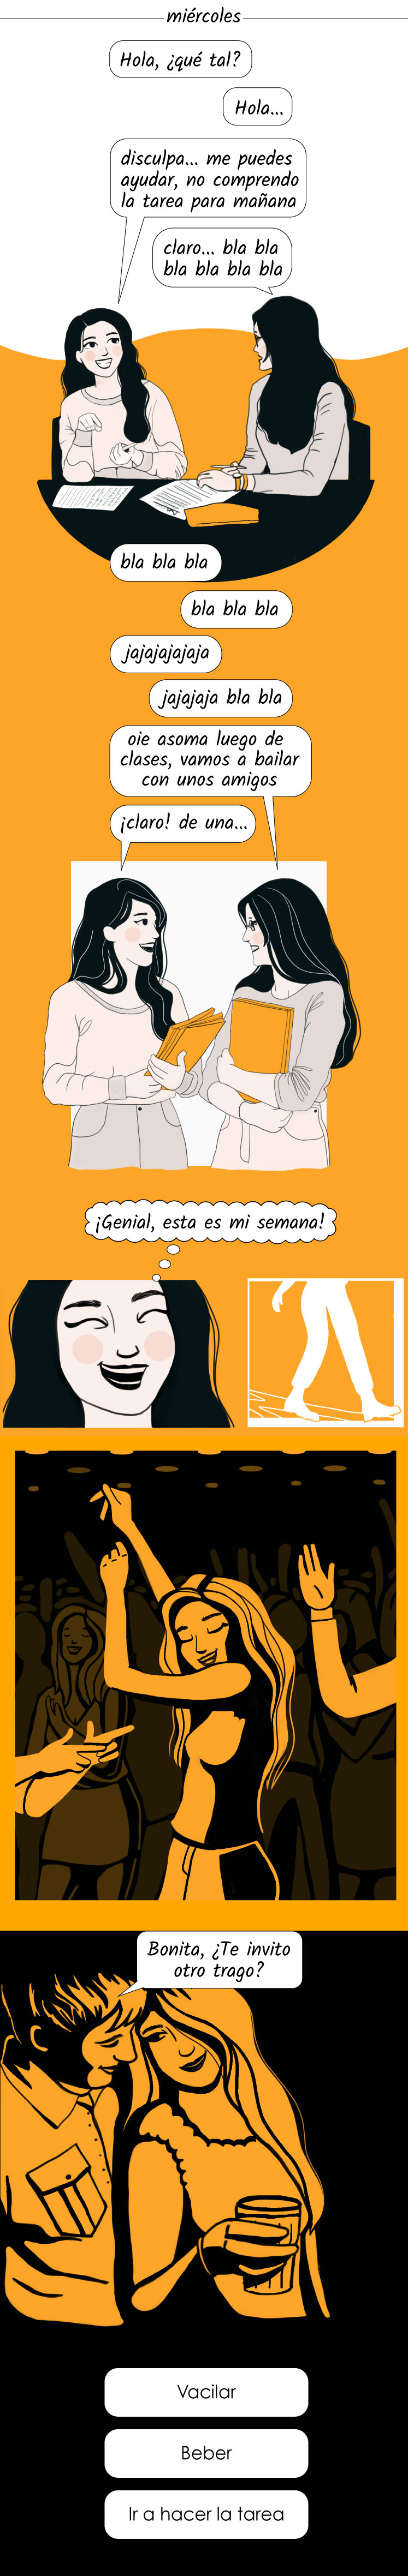 miércoles
Hola, ¿qué tal?
Hola...
disculpa... me puedes
ayudar, no comprendo
la tarea para mañana
claro... bla bla
bla bla bla bla
bla bla bla
bla bla bla
jajajajajaja
jajajaja bla bla
oie asoma luego de
clases, vamos a bailar
con unos amigos
¡claro! de una...
¡Genial, esta es mi semana!
Bonita, ¿Te invito
otro trago?
Vacilar
Beber
Ir a hacer la tarea